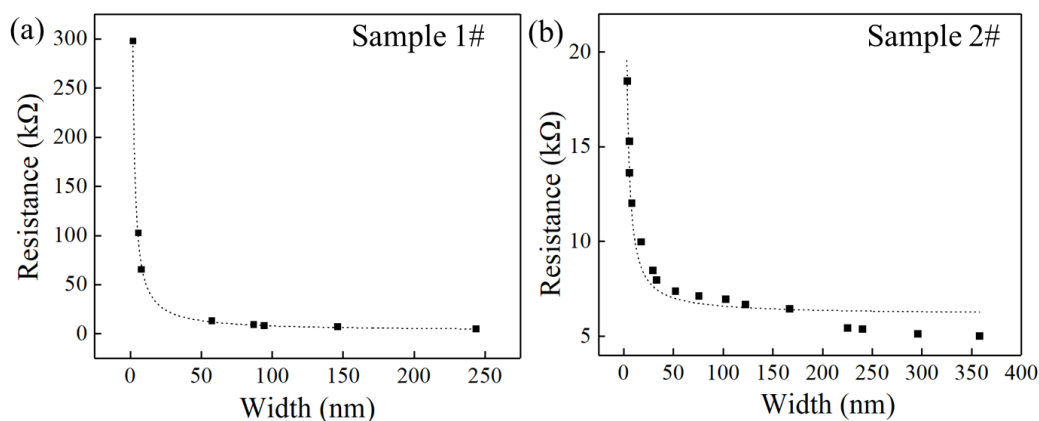 (a)
Sample 1#
Resistance (kΩ)
300
250
200
150
100
50
0
0 50 100 150 200 250
Width (nm)
(b)
Sample 2#
Resistance (kΩ)
20
15
10
5
0 50 100 150 200 250 300 350 400
Width (nm)